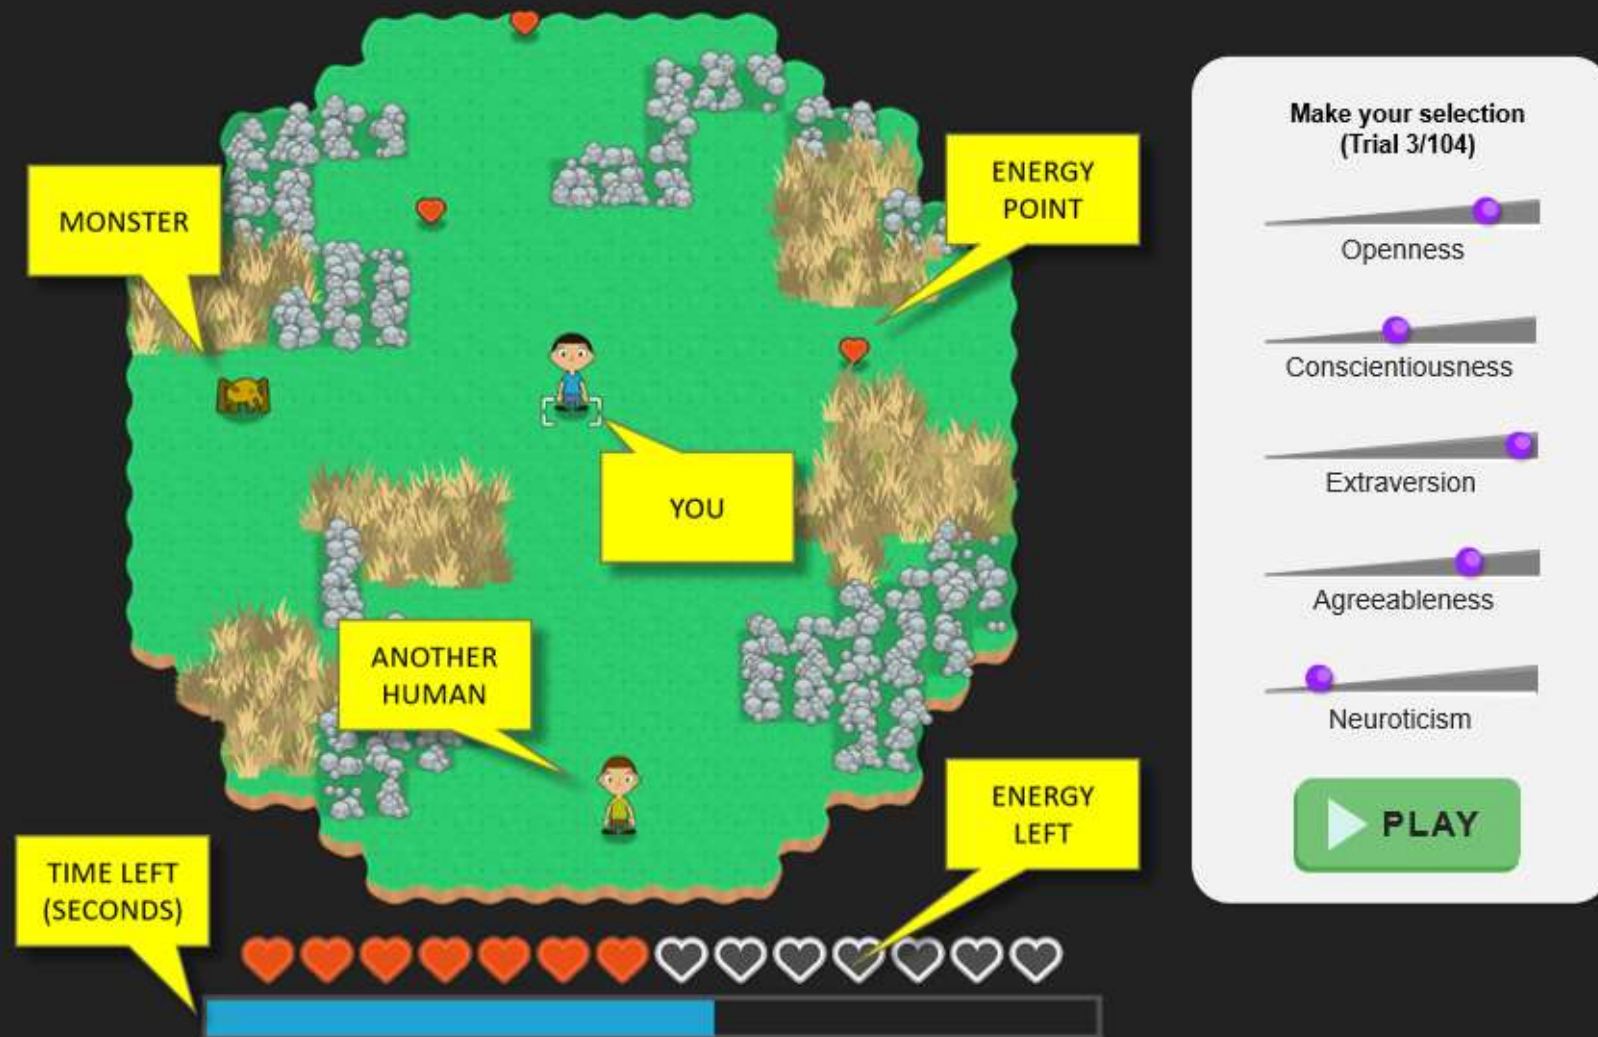 MONSTER
ENERGY
POINT
YOU
ANOTHER
HUMAN
ENERGY
LEFT
TIME LEFT
(SECONDS)
Make your selection
(Trial 3/104)
Openness
Conscientiousness
Extraversion
Agreeableness
Neuroticism
PLAY